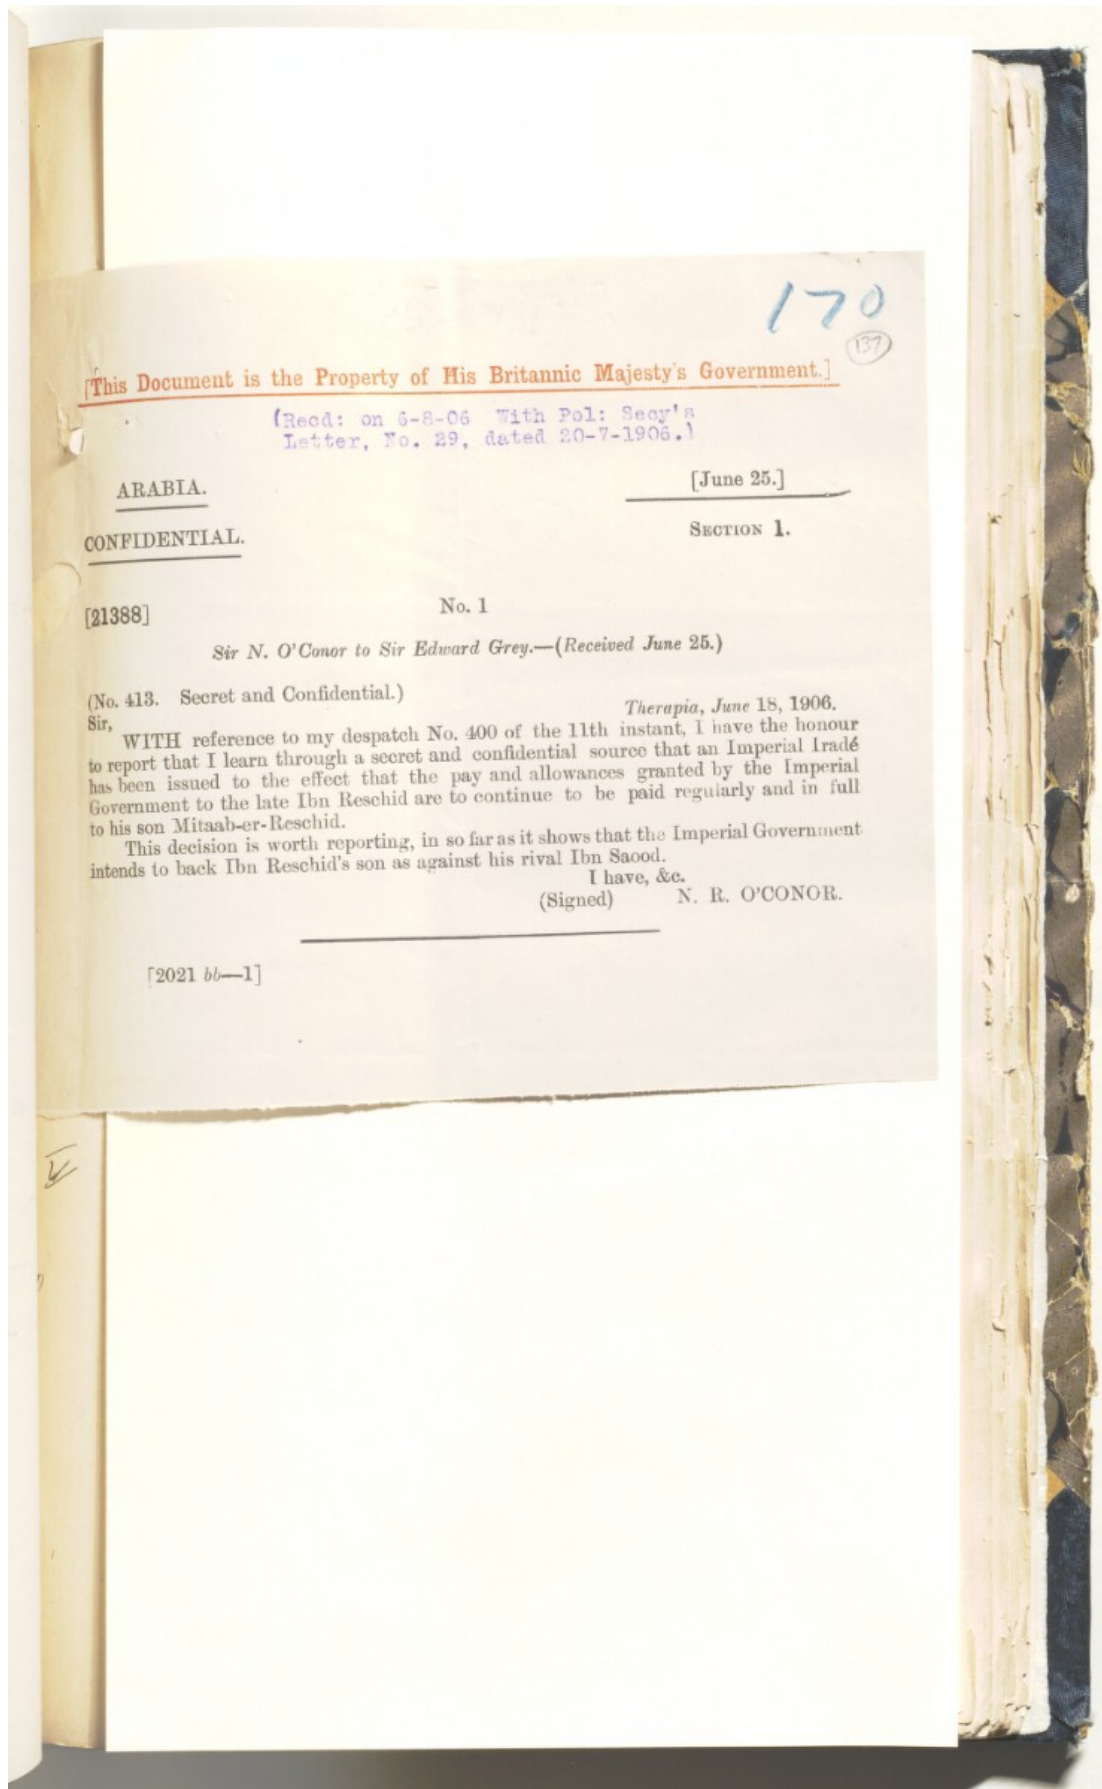 170
137
[This Document is the Property of His Britannic Majesty's Government.]
(Recd: on 6-8-06 With Pol: Secy's
Letter, No. 29, dated 20-7-1906.)
ARABIA.
[June 25.]
CONFIDENTIAL.
SECTION 1.
[21388]
No. 1
Sir N. O'Conor to Sir Edward Grey.—(Received June 25.)
(No. 413. Secret and Confidential.)
Therapia, June 18, 1906.
Sir,
WITH reference to my despatch No. 400 of the 11th instant, I have the honour
to report that I learn through a secret and confidential source that an Imperial Iradé
has been issued to the effect that the pay and allowances granted by the Imperial
Government to the late Ibn Reschid are to continue to be paid regularly and in full
to his son Mitaab-er-Reschid.
This decision is worth reporting, in so far as it shows that the Imperial Government
intends to back Ibn Reschid's son as against his rival Ibn Saood.
I have, &c.
(Signed) N. R. O'CONOR.
[2021 bb—1]